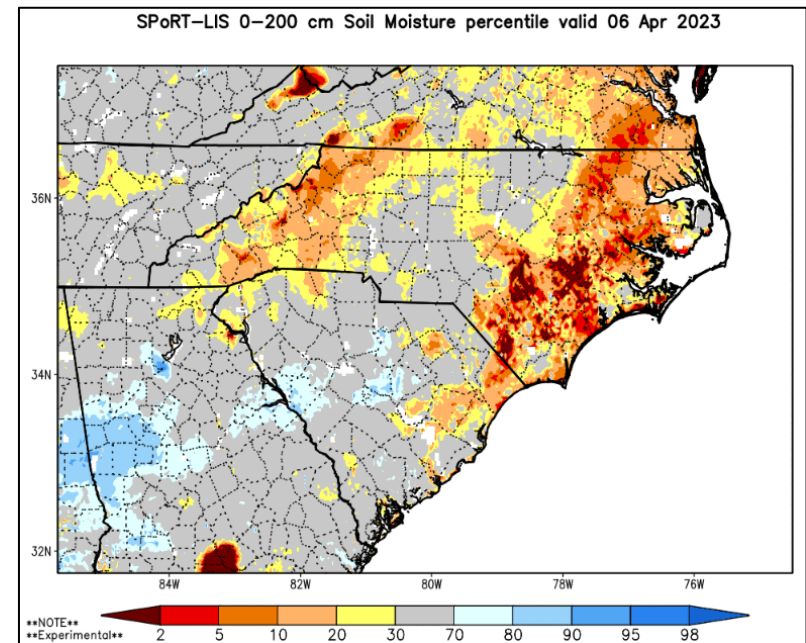 SPoRT-LIS 0-200 cm Soil Moisture percentile valid 06 Apr 2023
36N
34N
32N
84W 82W 80W 78W 76W
**NOTE**
**Experimental**
2 5 10 20 30 70 80 90 95 98